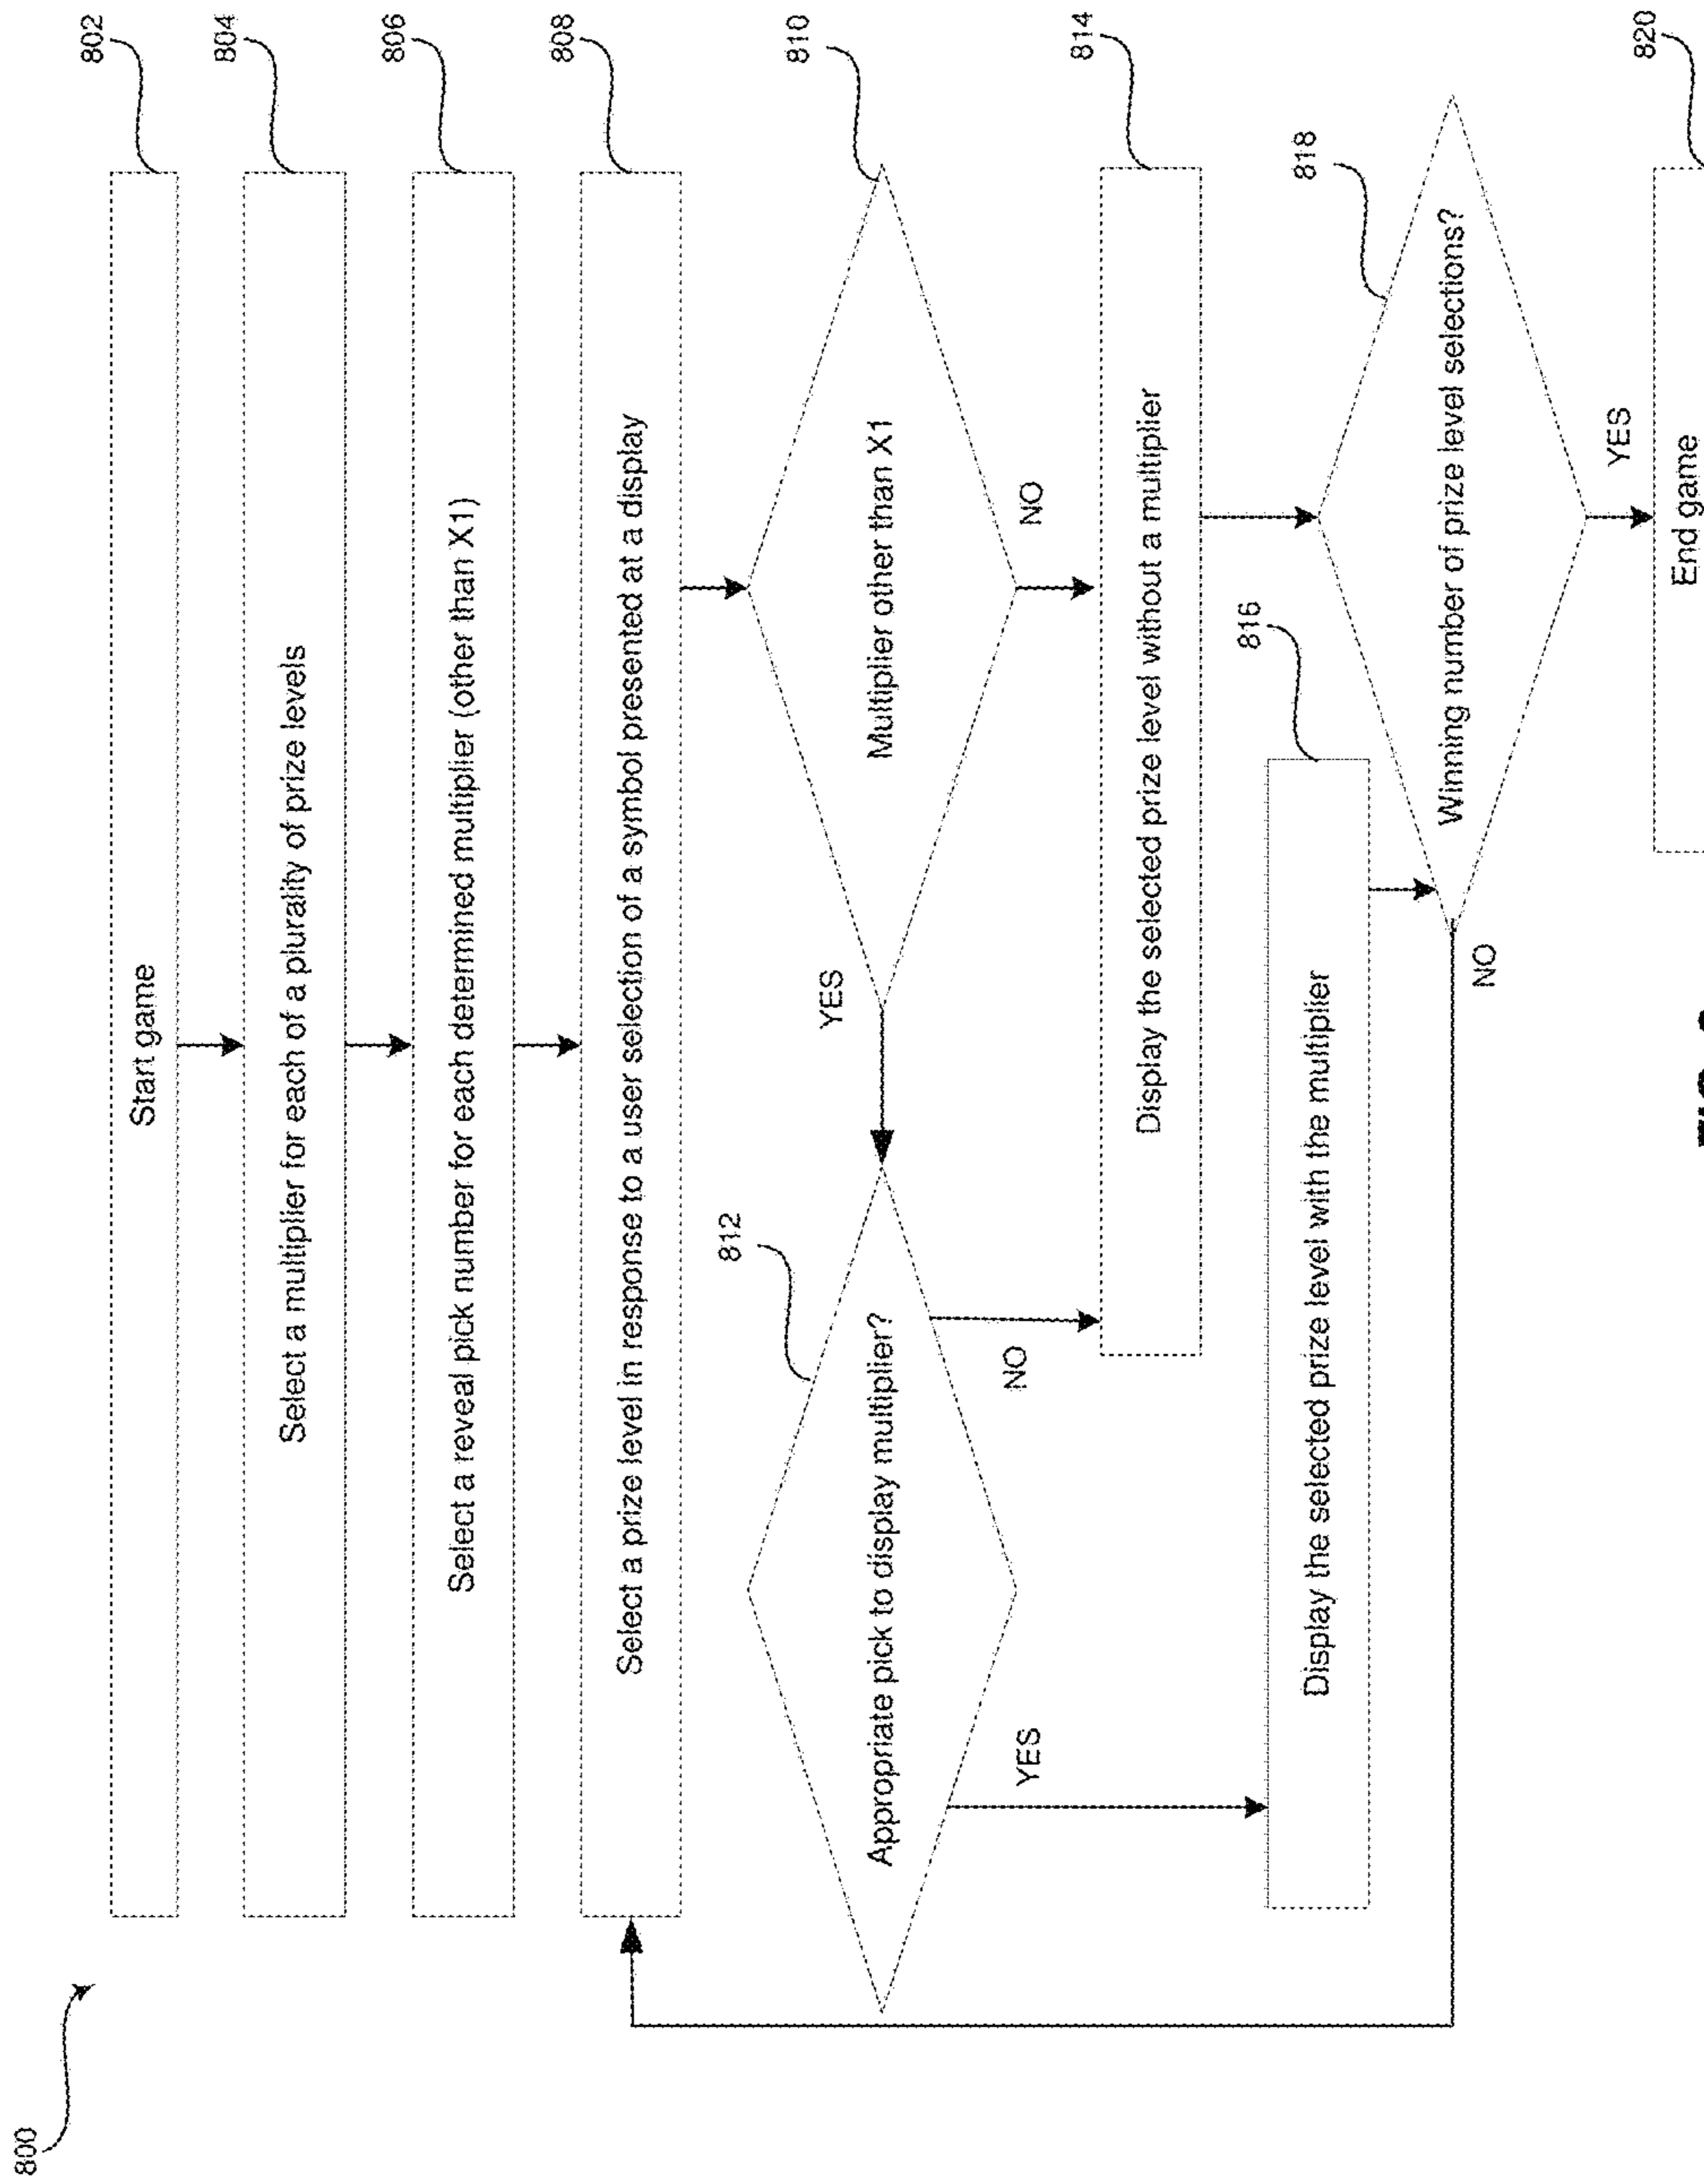 800
802
Start game
804
Select a multiplier for each of a plurality of prize levels
806
Select a reveal pick number for each determined multiplier (other than X1)
808
Select a prize level in response to a user selection of a symbol presented at a display
810
Multiplier other than X1
YES
NO
812
Appropriate pick to display multiplier?
NO
YES
814
Display the selected prize level without a multiplier
816
Display the selected prize level with the multiplier
818
Winning number of prize level selections?
NO
YES
820
End game